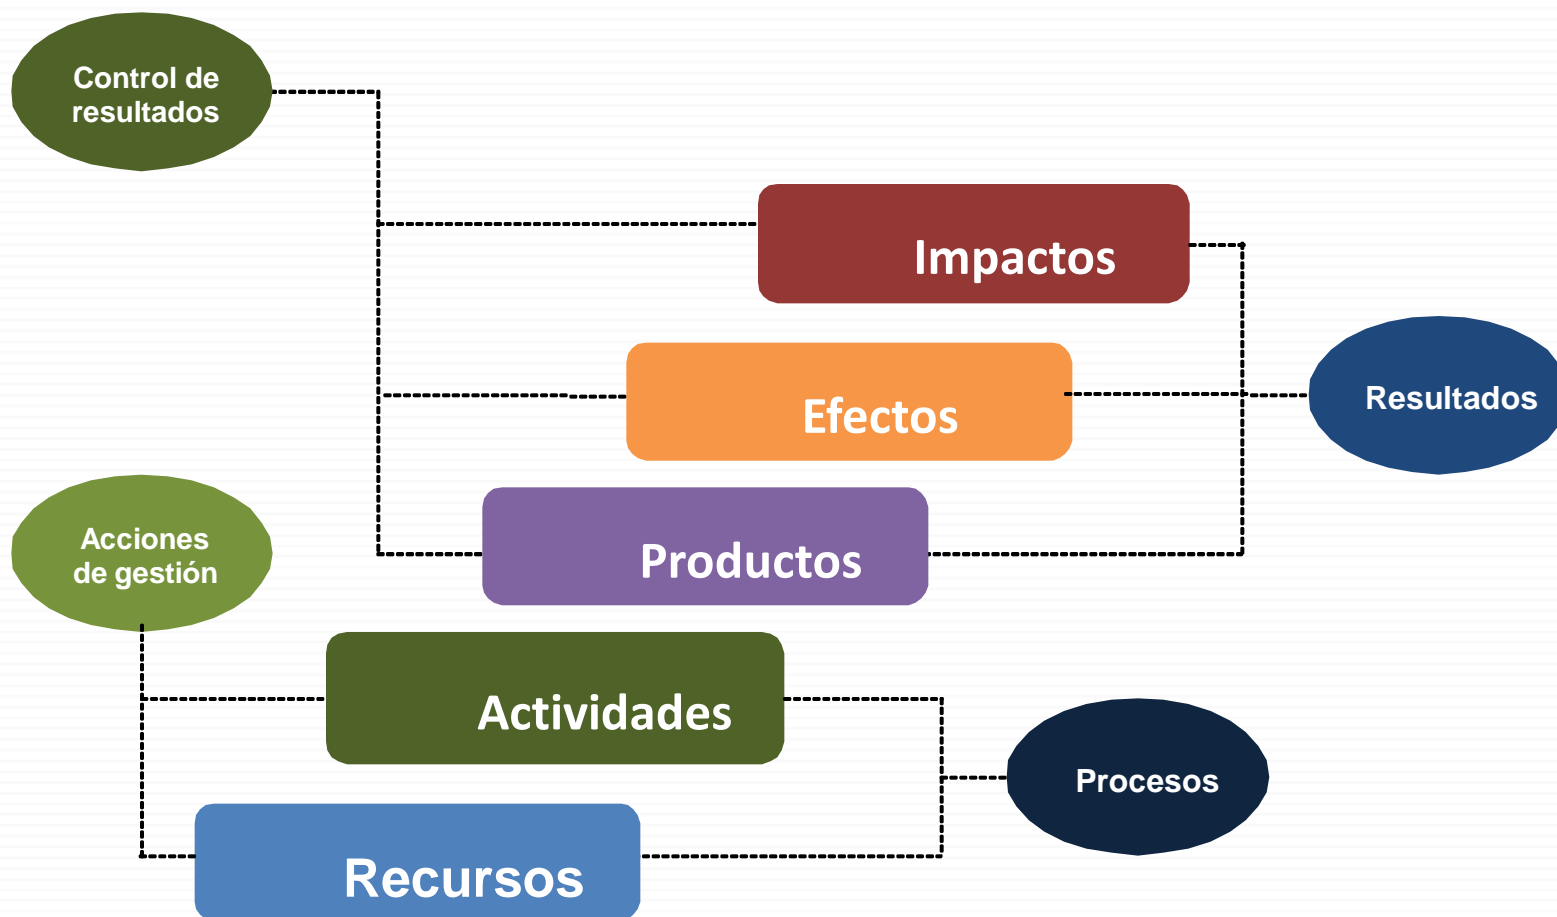 Control de
resultados
Impactos
Efectos
Resultados
Productos
Acciones
de gestión
Actividades
Procesos
Recursos